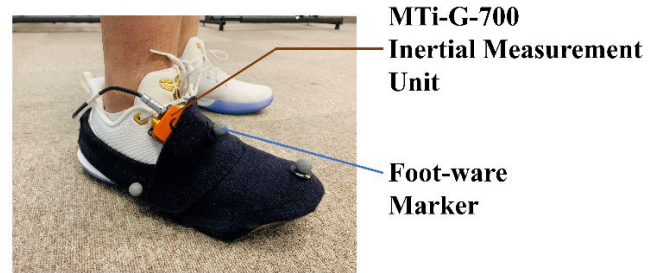 MTi-G-700
Inertial Measurement
Unit
Foot-ware
Marker